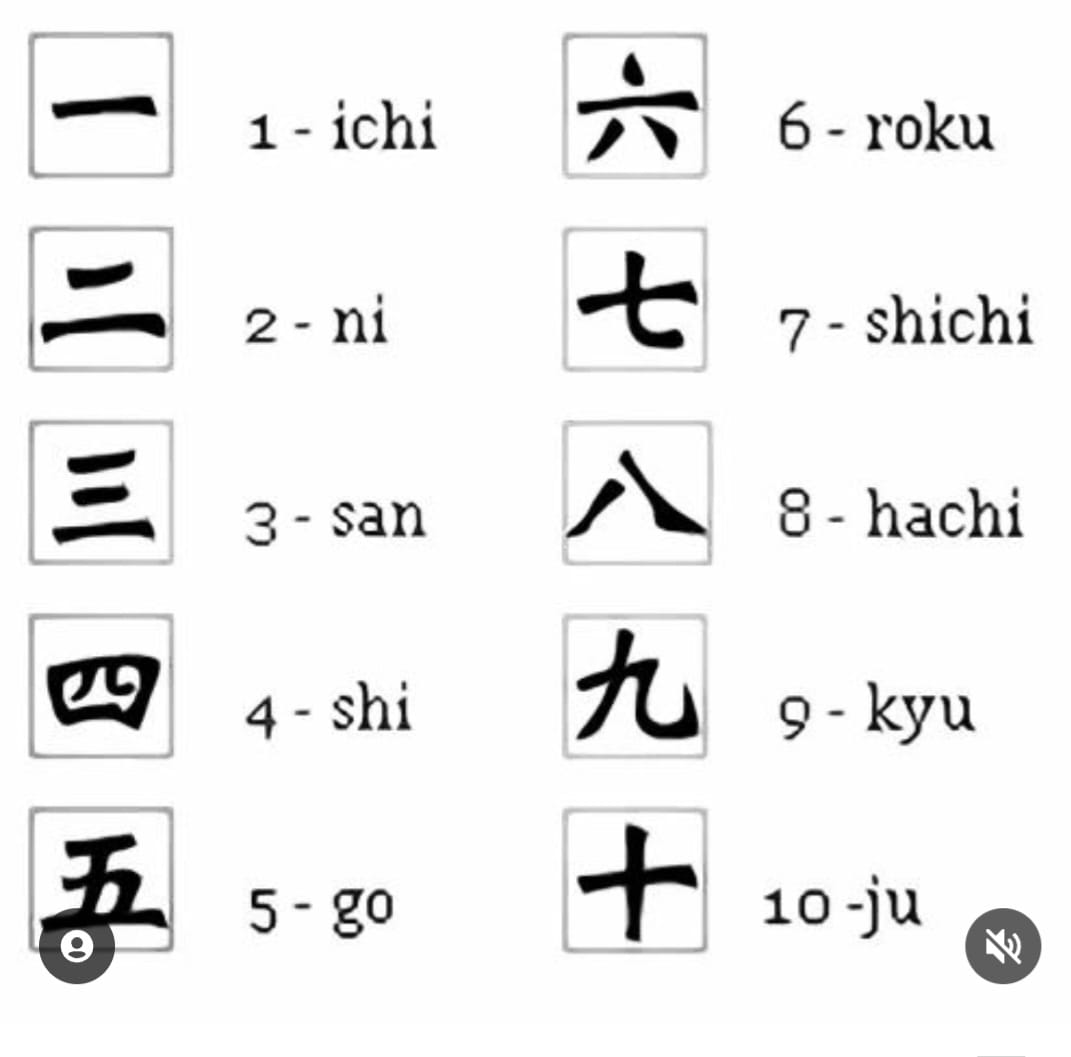 一 1 - ichi
二 2 - ni
三 3 - san
四 4 - shi
五 5 - go
六 6 - roku
七 7 - shichi
八 8 - hachi
九 9 - kyu
十 10 -ju